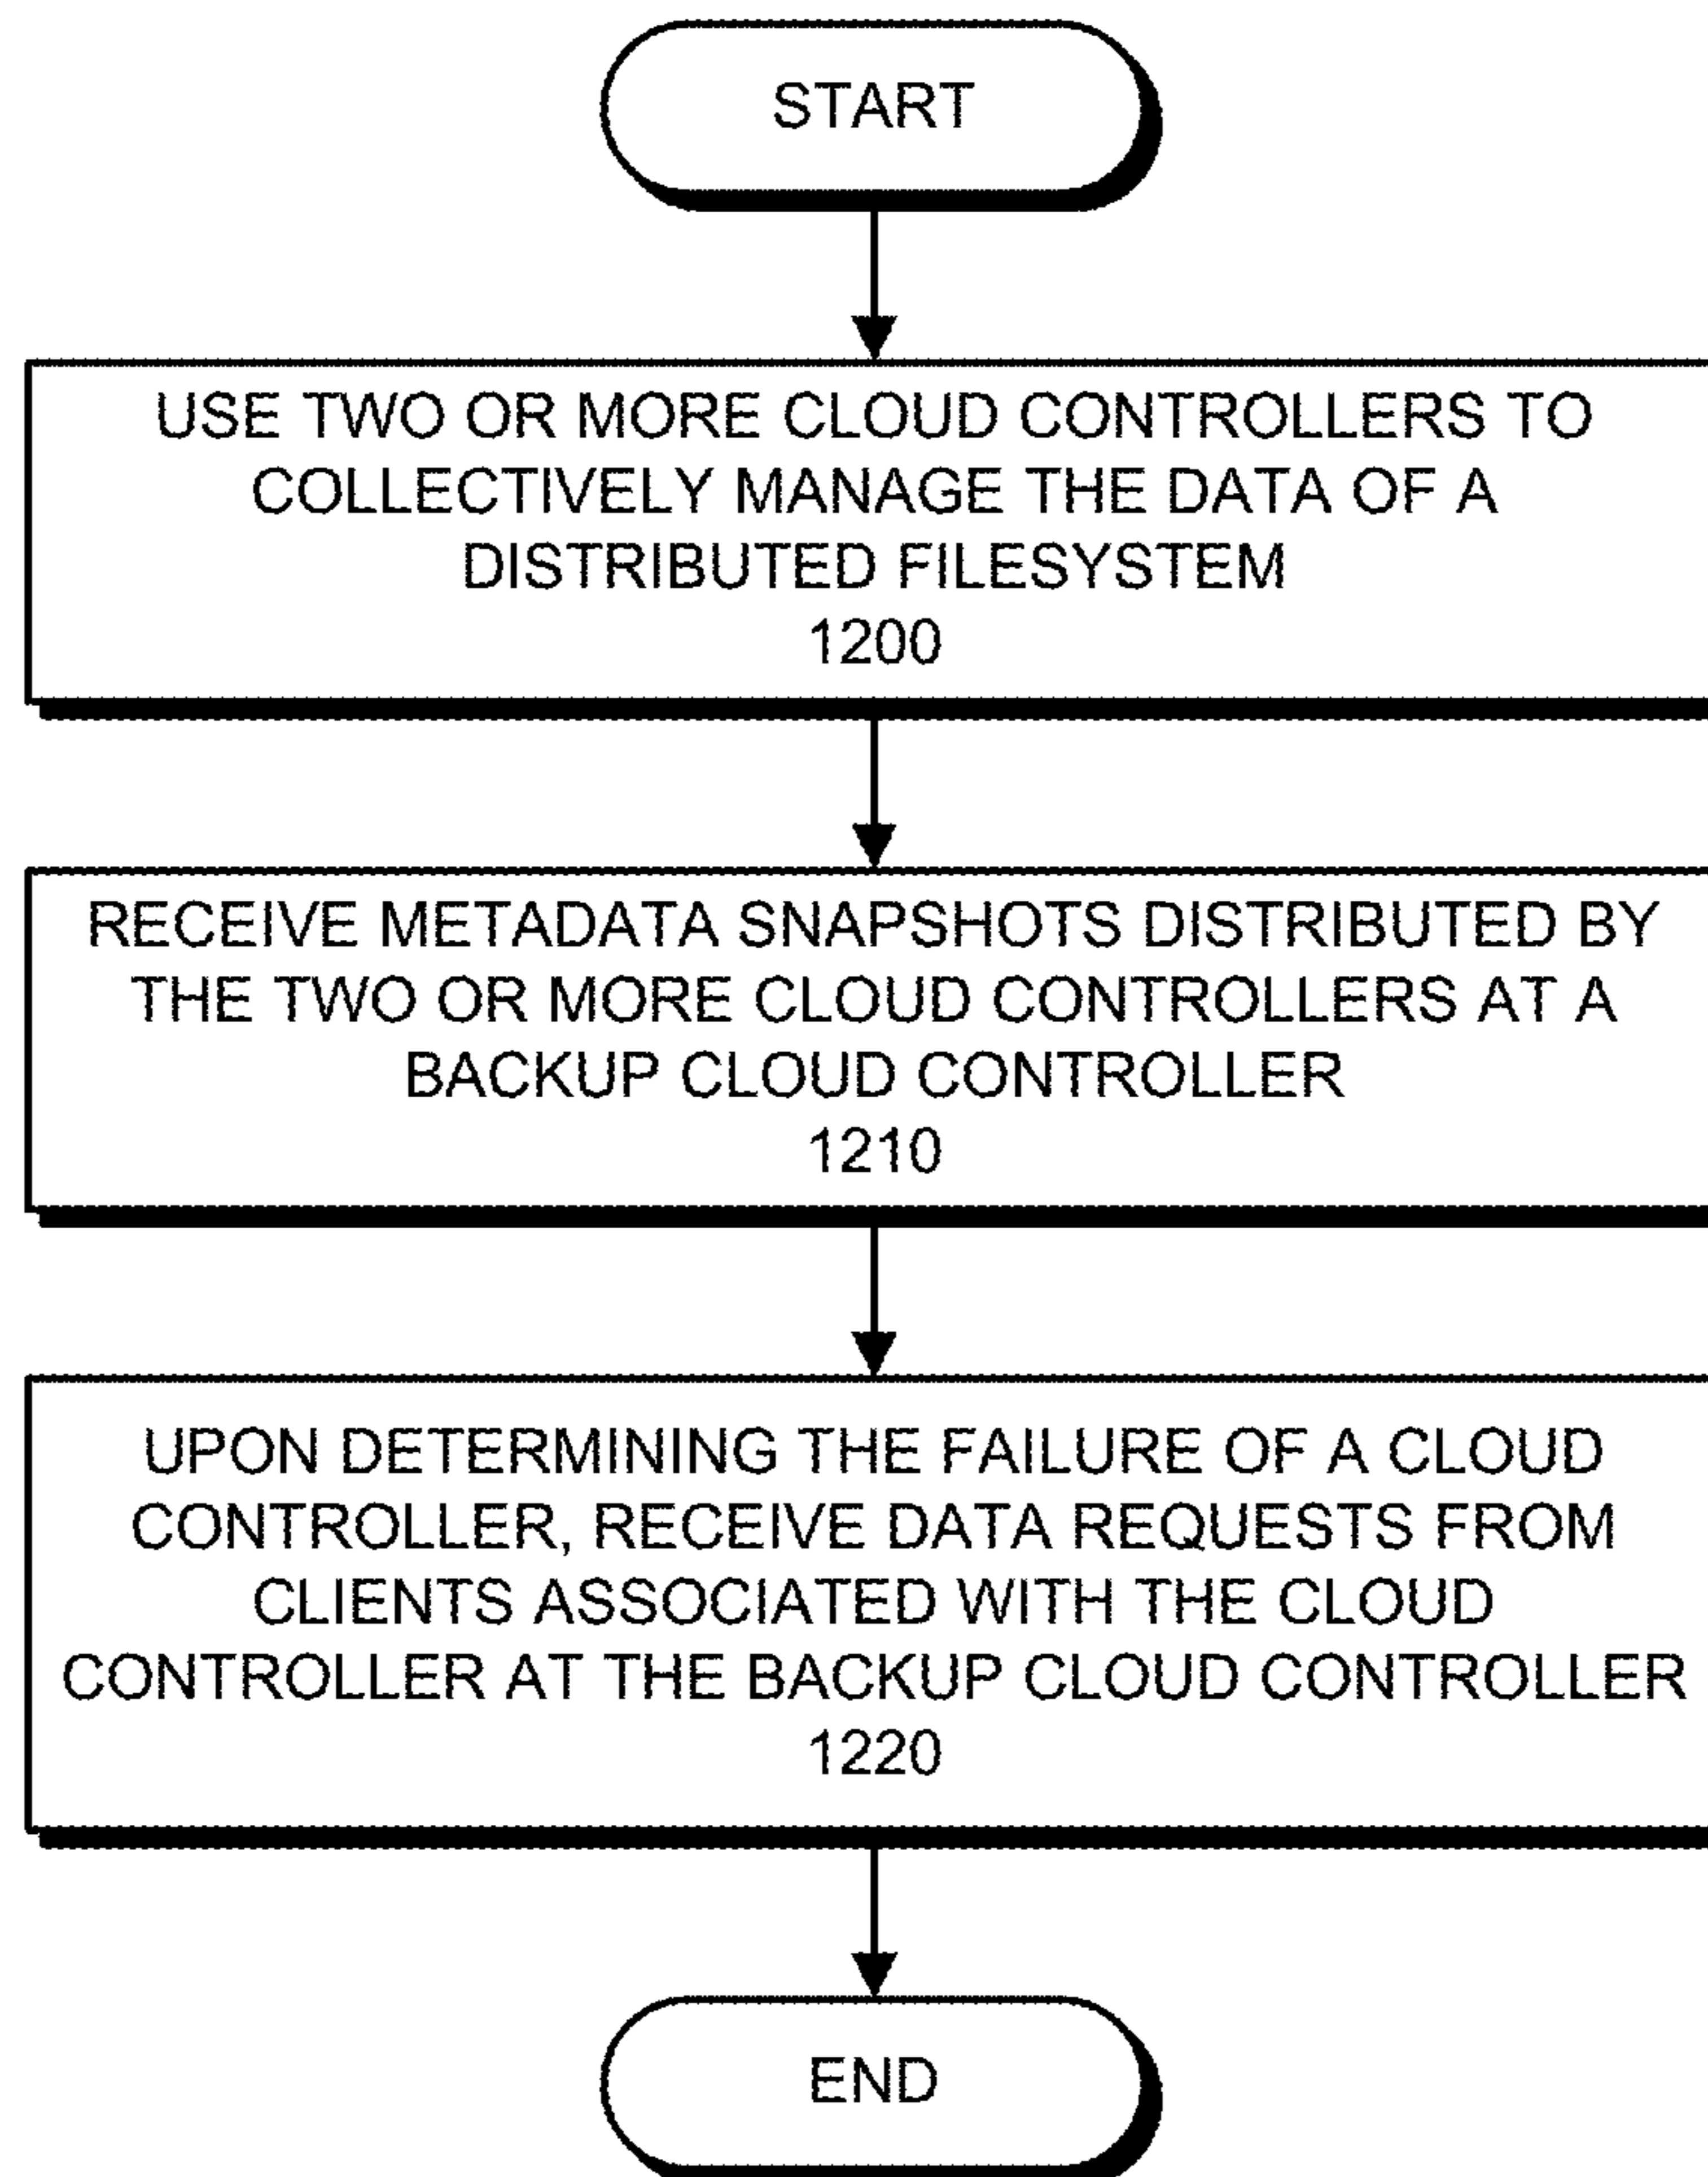 START
USE TWO OR MORE CLOUD CONTROLLERS TO
COLLECTIVELY MANAGE THE DATA OF A
DISTRIBUTED FILESYSTEM
1200
RECEIVE METADATA SNAPSHOTS DISTRIBUTED BY
THE TWO OR MORE CLOUD CONTROLLERS AT A
BACKUP CLOUD CONTROLLER
1210
UPON DETERMINING THE FAILURE OF A CLOUD
CONTROLLER, RECEIVE DATA REQUESTS FROM
CLIENTS ASSOCIATED WITH THE CLOUD
CONTROLLER AT THE BACKUP CLOUD CONTROLLER
1220
END